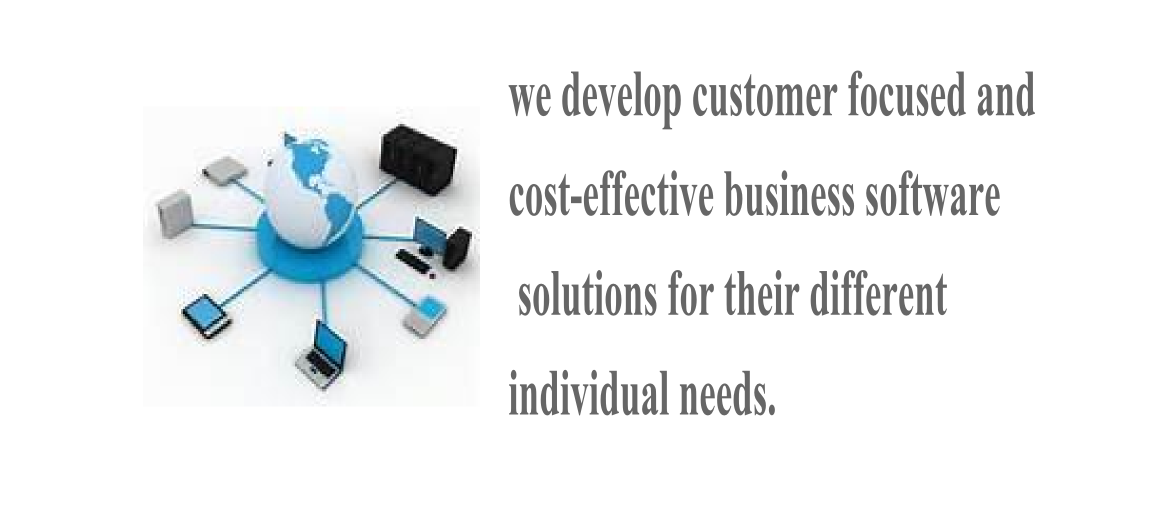 we develop customer focused and
cost-effective business software
solutions for their different
individual needs.